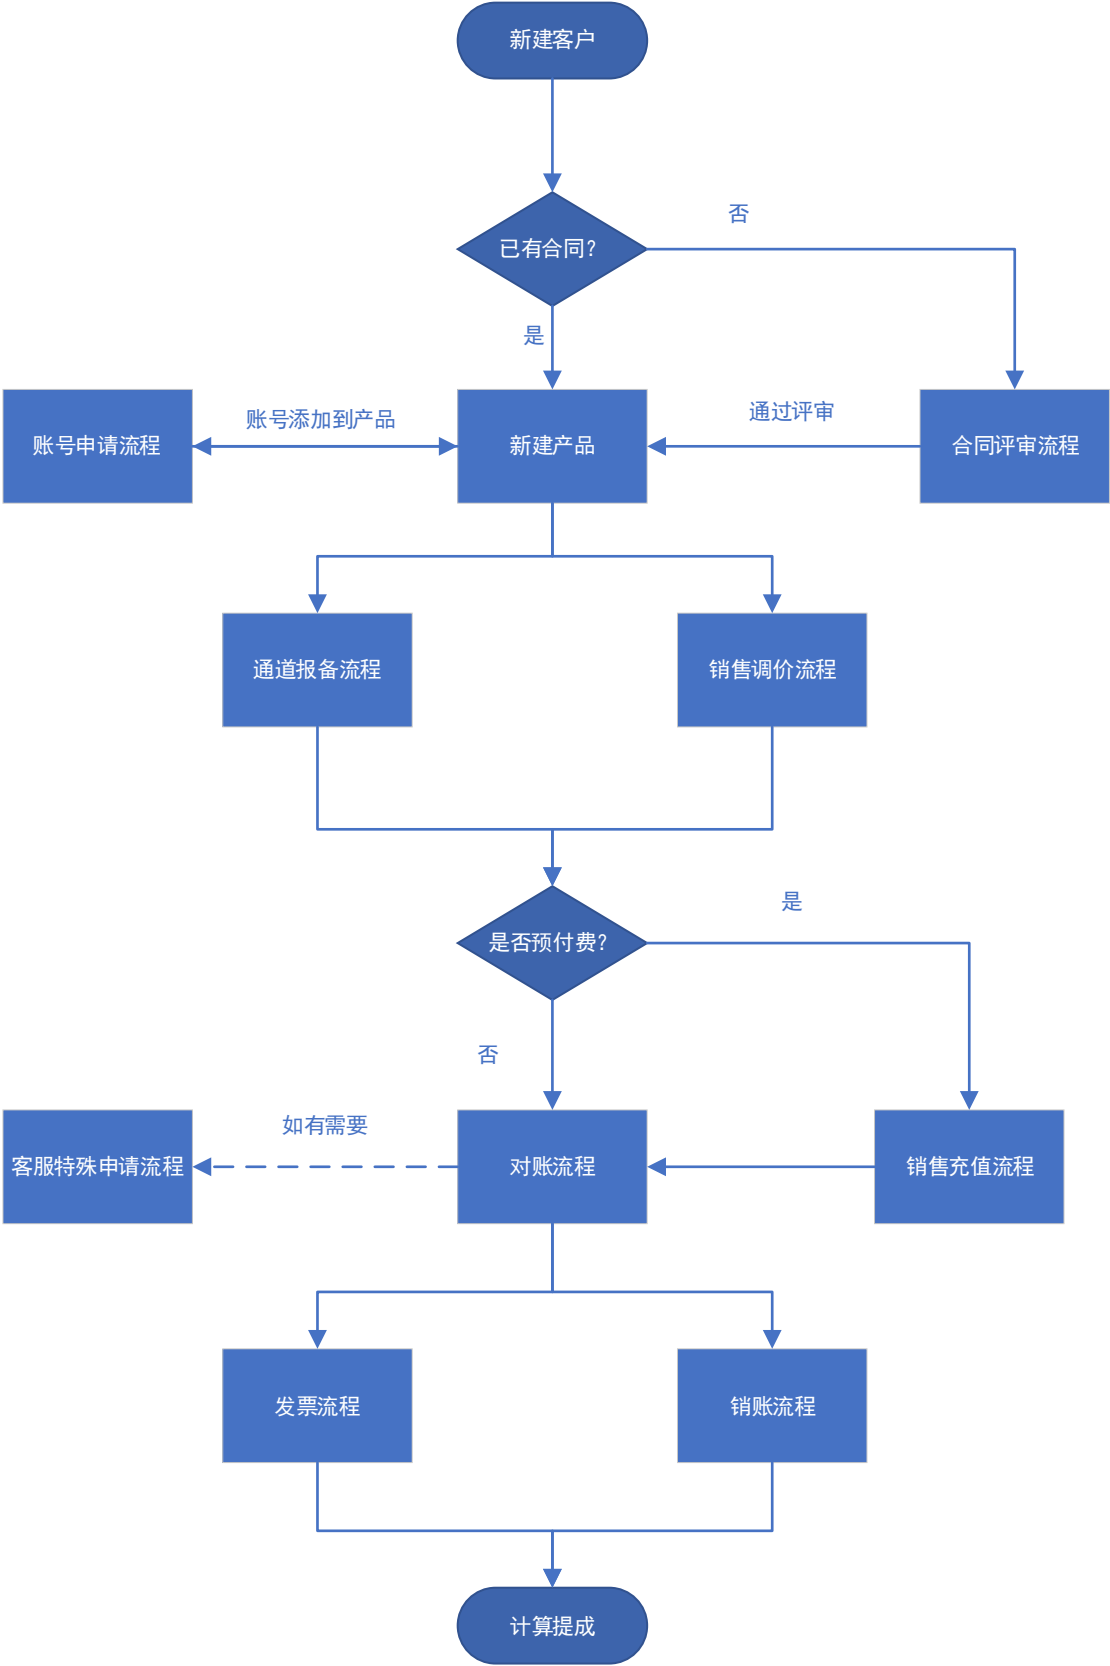 新建客户
否
已有合同?
是
账号添加到产品
通过评审
账号申请流程
新建产品
合同评审流程
通道报备流程
销售调价流程
是
是否预付费?
否
如有需要
客服特殊申请流程
对账流程
销售充值流程
发票流程
销账流程
计算提成